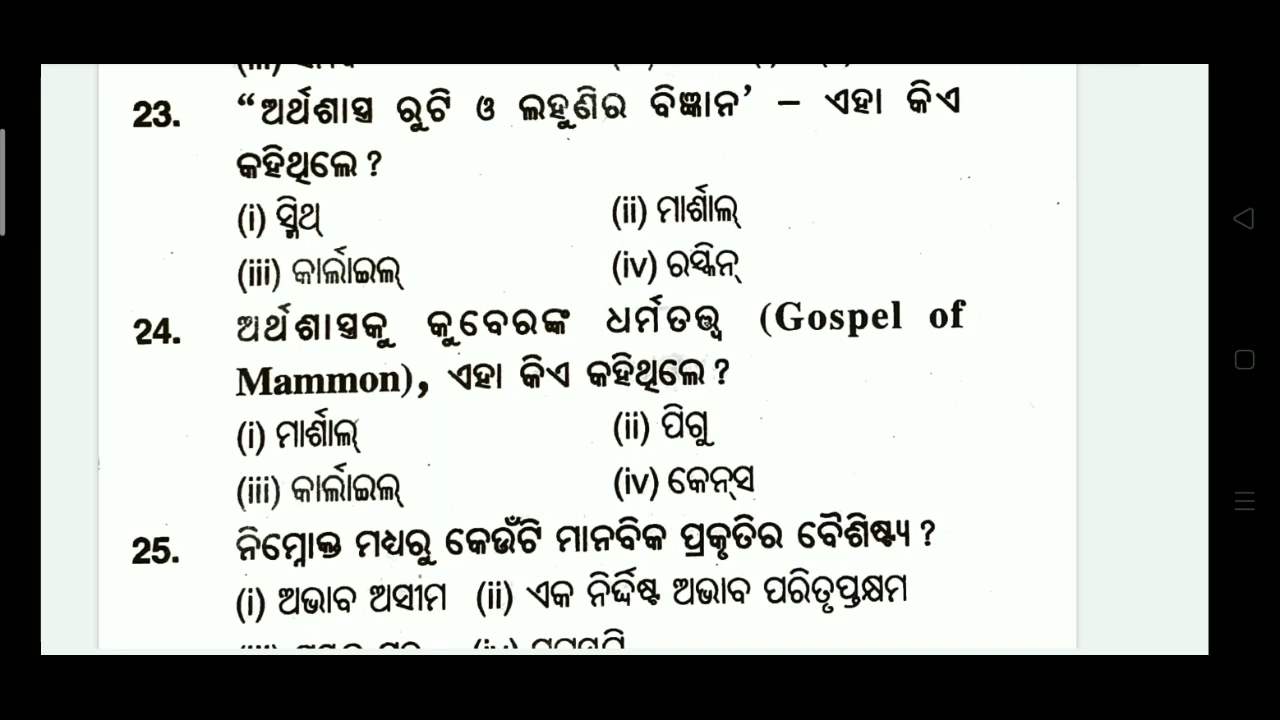 23. “ଅର୍ଥଶାସ୍ତ୍ର ରୁଟି ଓ ଲହୁଣିର ବିଜ୍ଞାନ’ – ଏହା କିଏ
କହିଥିଲେ ?
(i) ସ୍ମିଥ୍ (ii) ମାର୍ଶାଲ୍
(iii) କାର୍ଲାଇଲ୍ (iv) ରସ୍କିନ୍
24. ଅର୍ଥଶାସ୍ତ୍ରକୁ କୁବେରଙ୍କ ଧର୍ମତତ୍ତ୍ୱ (Gospel of
Mammon), ଏହା କିଏ କହିଥିଲେ ?
(i) ମାର୍ଶାଲ୍ (ii) ପିଗୁ
(iii) କାର୍ଲାଇଲ୍ (iv) କେନ୍‌ସ
25. ନିମ୍ନୋକ୍ତ ମଧ୍ଯରୁ କେଉଁଟି ମାନବିକ ପ୍ରକୃତିର ବୈଶିଷ୍ଟ୍ୟ ?
(i) ଅଭାବ ଅସୀମ (ii) ଏକ ନିର୍ଦ୍ଦିଷ୍ଟ ଅଭାବ ପରିତୃପ୍ତକ୍ଷମ